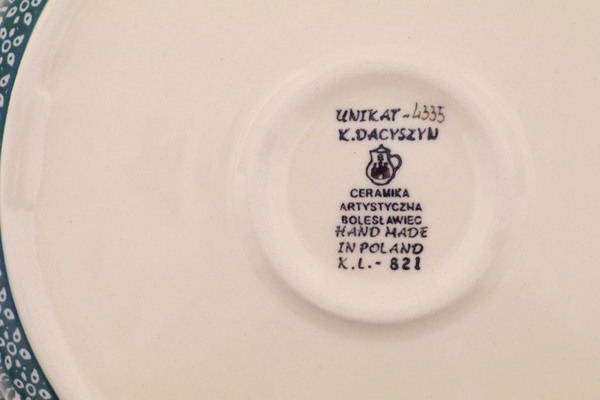 UNIKAT - 4335
K. DACYSZYN
B
CERAMIKA
ARTYSTYCZNA
BOLESŁAWIEC
HAND MADE
IN POLAND
K.L. - 821